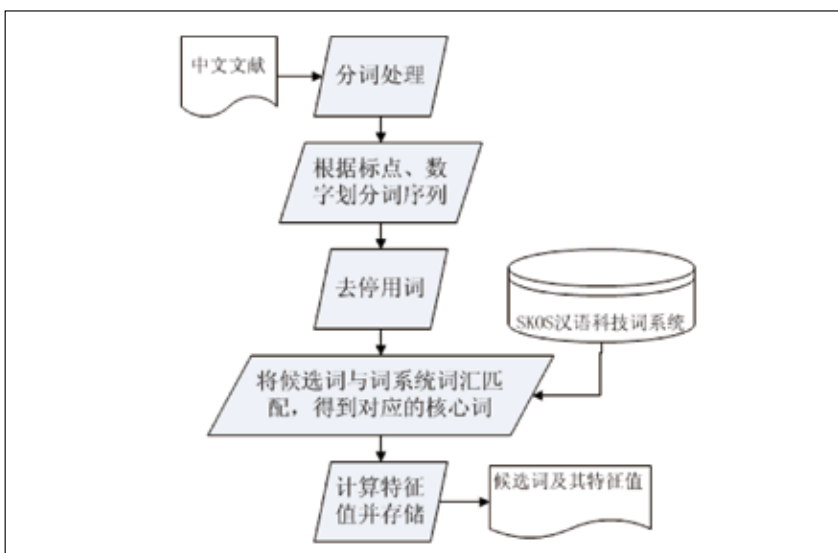 中文文献
分词处理
根据标点、数
字划分词序列
去停用词
SKOS汉语科技词系统
将候选词与词系统词汇匹
配，得到对应的核心词
计算特征
值并存储
候选词及其特征值